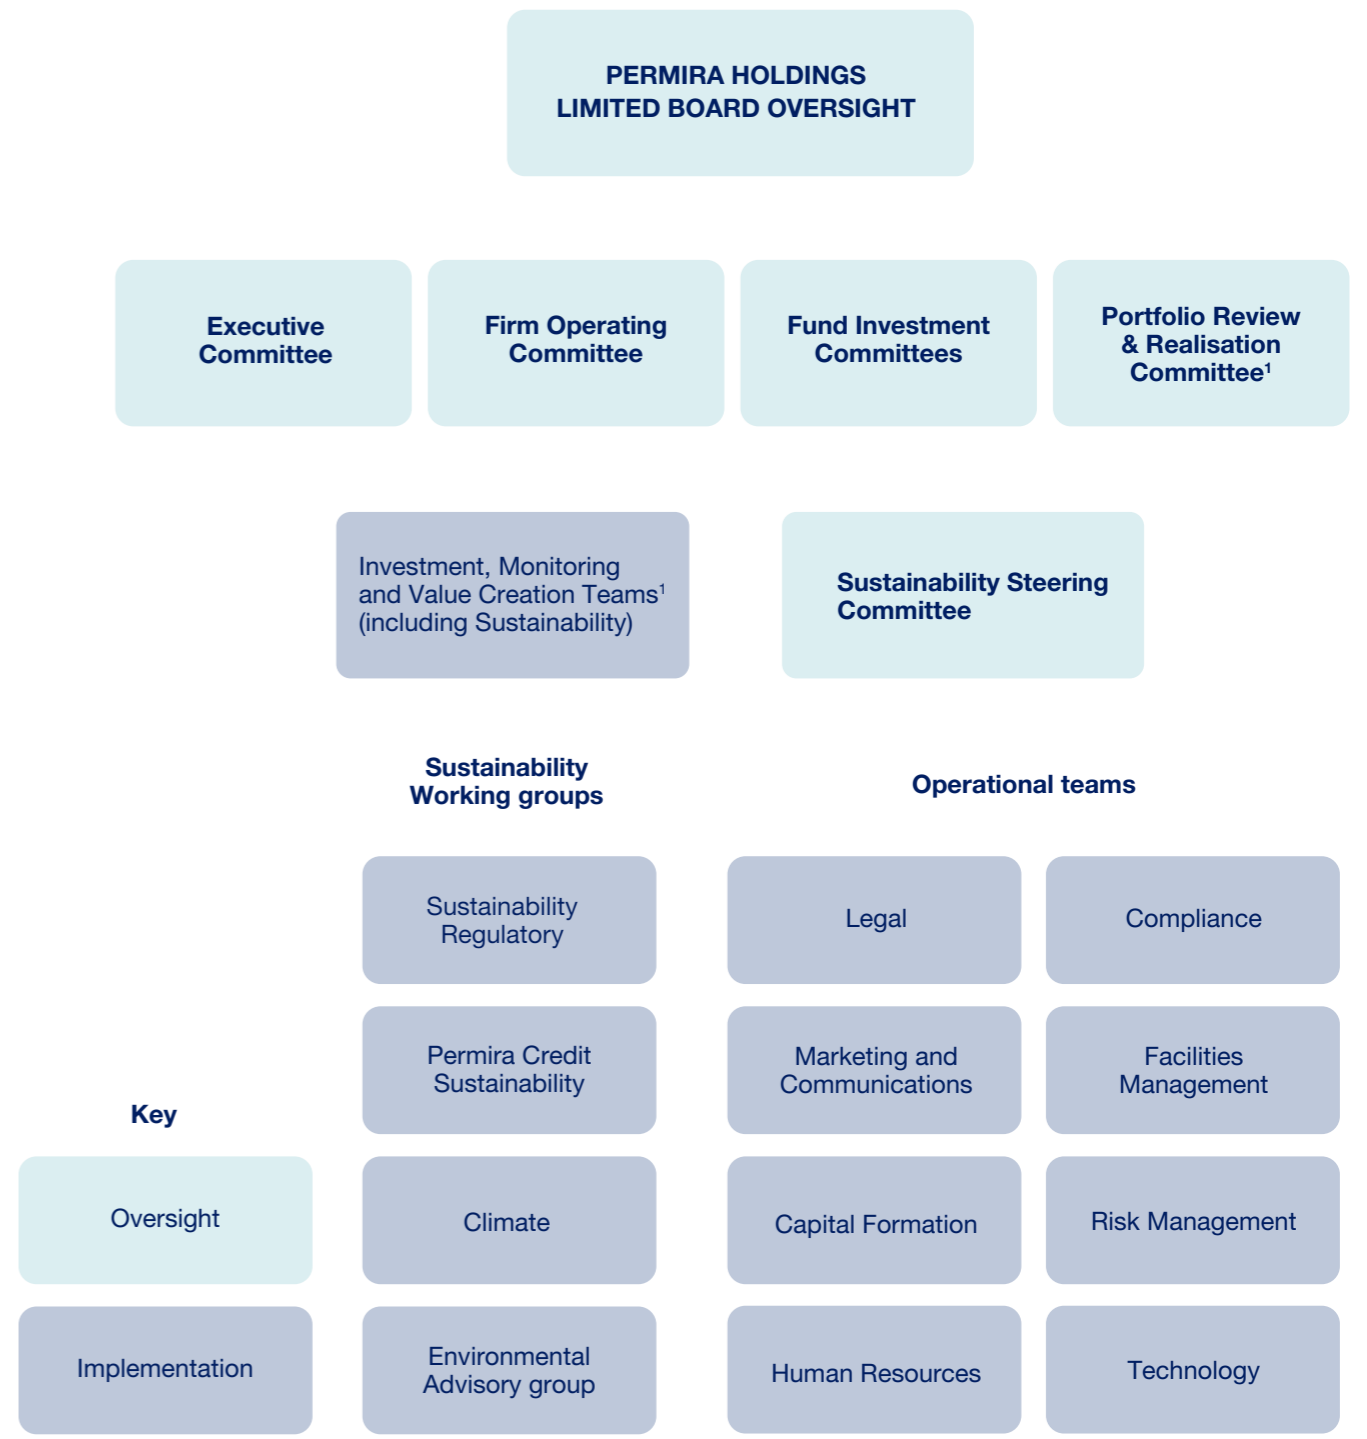 PERMIRA HOLDINGS
LIMITED BOARD OVERSIGHT
Executive
Committee
Firm Operating
Committee
Fund Investment
Committees
Portfolio Review
& Realisation
Committee¹
Investment, Monitoring
and Value Creation Teams¹
(including Sustainability)
Sustainability Steering
Committee
Sustainability
Working groups
Operational teams
Sustainability
Regulatory
Legal
Compliance
Permira Credit
Sustainability
Marketing and
Communications
Facilities
Management
Key
Oversight
Climate
Capital Formation
Risk Management
Implementation
Environmental
Advisory group
Human Resources
Technology